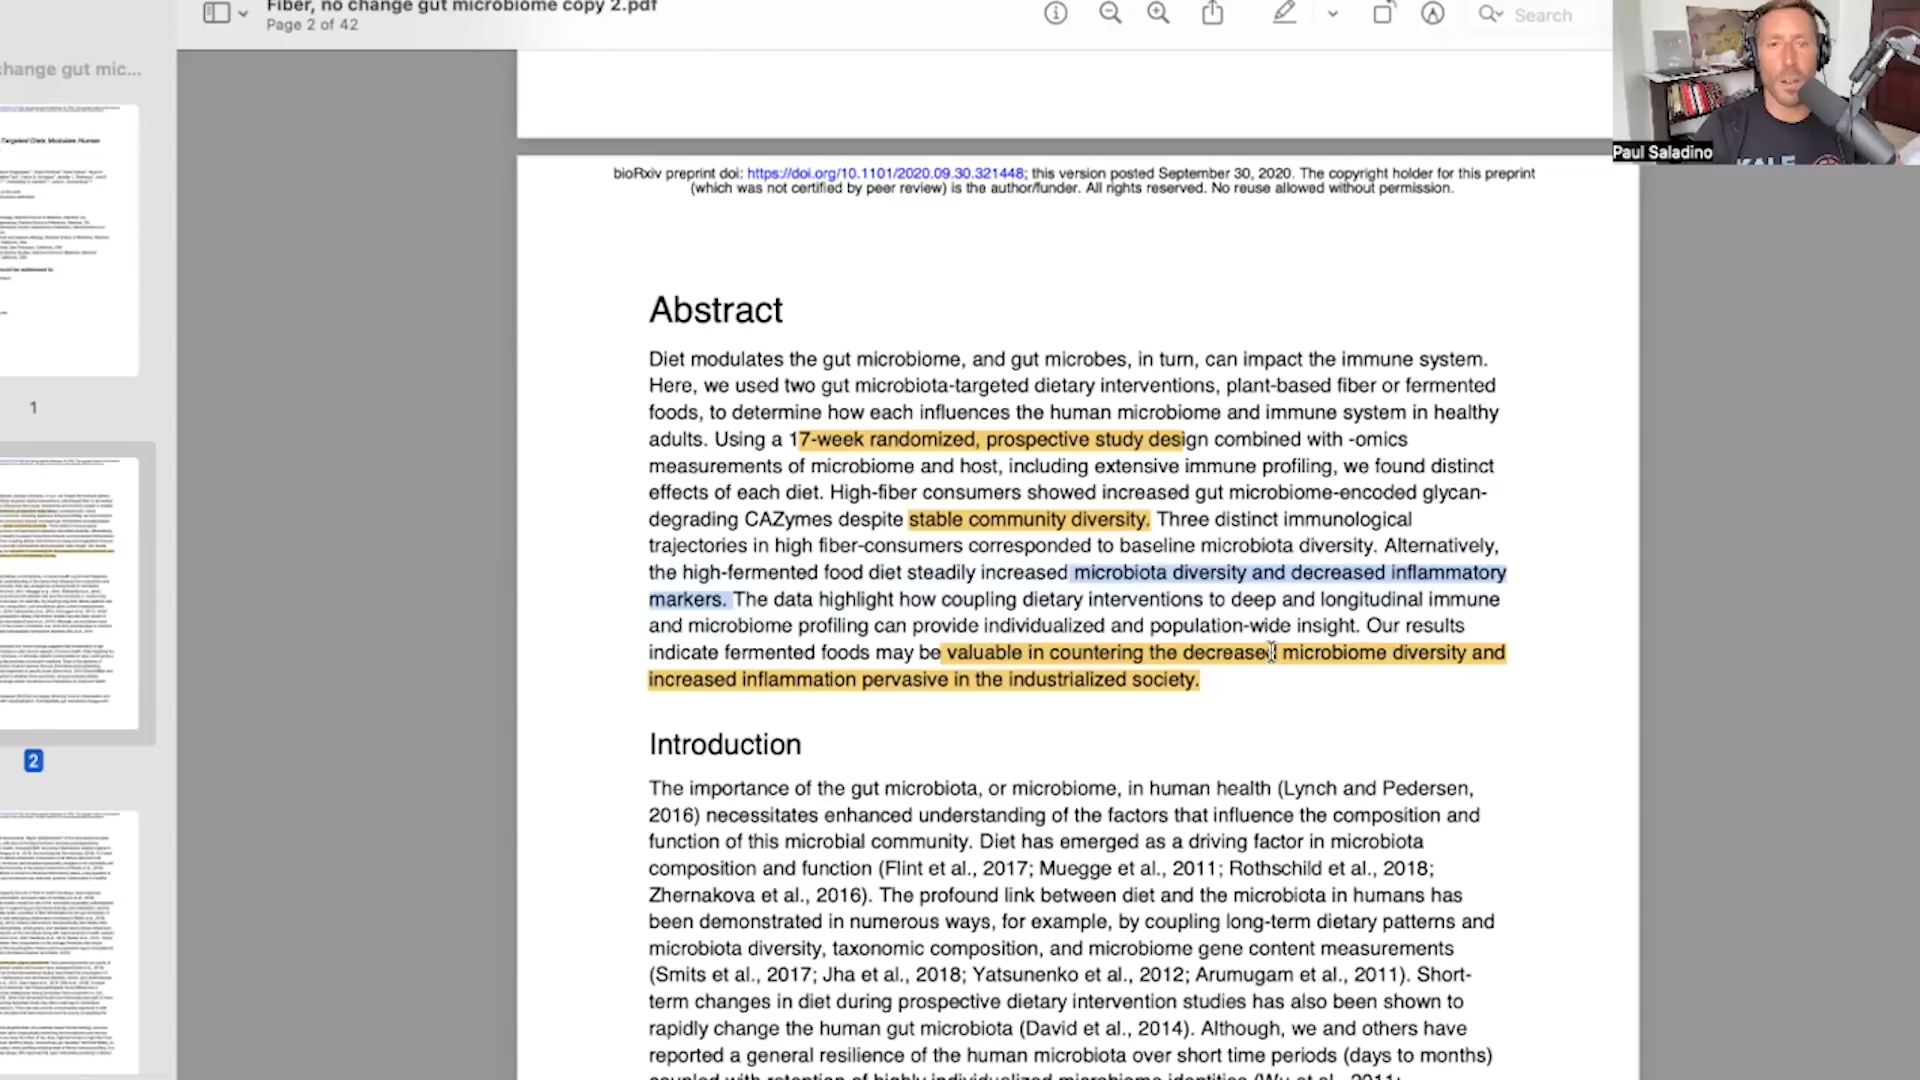 Fiber, no change gut microbiome copy 2.pdf
Page 2 of 42
Search
change gut mic...
Paul Saladino
KALE
1
2
bioRxiv preprint doi: https://doi.org/10.1101/2020.09.30.321448; this version posted September 30, 2020. The copyright holder for this preprint
(which was not certified by peer review) is the author/funder. All rights reserved. No reuse allowed without permission.
Abstract
Diet modulates the gut microbiome, and gut microbes, in turn, can impact the immune system.
Here, we used two gut microbiota-targeted dietary interventions, plant-based fiber or fermented
foods, to determine how each influences the human microbiome and immune system in healthy
adults. Using a 17-week randomized, prospective study design combined with -omics
measurements of microbiome and host, including extensive immune profiling, we found distinct
effects of each diet. High-fiber consumers showed increased gut microbiome-encoded glycan-
degrading CAZymes despite stable community diversity. Three distinct immunological
trajectories in high fiber-consumers corresponded to baseline microbiota diversity. Alternatively,
the high-fermented food diet steadily increased microbiota diversity and decreased inflammatory
markers. The data highlight how coupling dietary interventions to deep and longitudinal immune
and microbiome profiling can provide individualized and population-wide insight. Our results
indicate fermented foods may be valuable in countering the decreased microbiome diversity and
increased inflammation pervasive in the industrialized society.
Introduction
The importance of the gut microbiota, or microbiome, in human health (Lynch and Pedersen,
2016) necessitates enhanced understanding of the factors that influence the composition and
function of this microbial community. Diet has emerged as a driving factor in microbiota
composition and function (Flint et al., 2017; Muegge et al., 2011; Rothschild et al., 2018;
Zhernakova et al., 2016). The profound link between diet and the microbiota in humans has
been demonstrated in numerous ways, for example, by coupling long-term dietary patterns and
microbiota diversity, taxonomic composition, and microbiome gene content measurements
(Smits et al., 2017; Jha et al., 2018; Yatsunenko et al., 2012; Arumugam et al., 2011). Short-
term changes in diet during prospective dietary intervention studies has also been shown to
rapidly change the human gut microbiota (David et al., 2014). Although, we and others have
reported a general resilience of the human microbiota over short time periods (days to months)
coupled with retention of highly individualized microbiome identities (Wu et al., 2011;